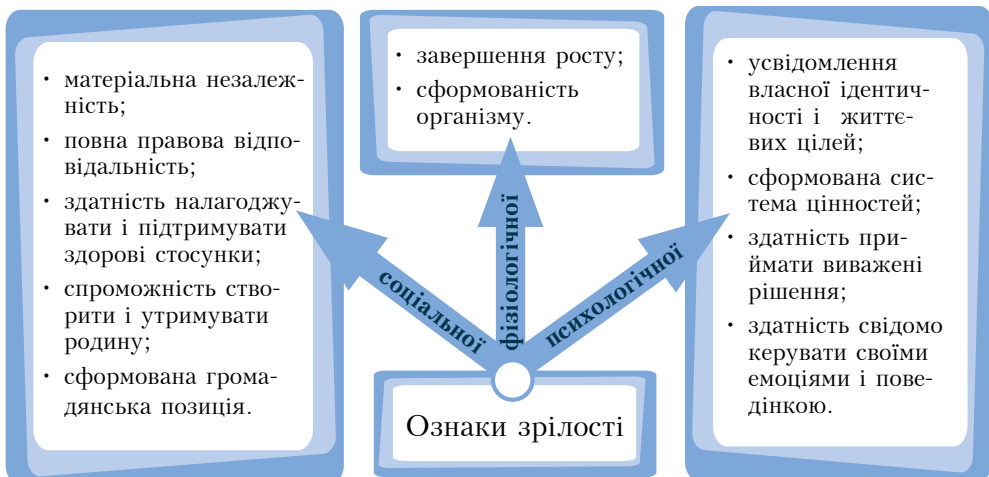 • матеріальна незалеж-
ність;
• повна правова відпо-
відальність;
• здатність налагоджу-
вати і підтримувати
здорові стосунки;
• спроможність ство-
рити і утримувати
родину;
• сформована грома-
дянська позиція.
• завершення росту;
• сформованість
організму.
• усвідомлення
власної ідентич-
ності і життє-
вих цілей;
• сформована сис-
тема цінностей;
• здатність при-
ймати виважені
рішення;
• здатність свідомо
керувати своїми
емоціями і пове-
дінкою.
соціальної
фізіологічної
психологічної
Ознаки зрілості